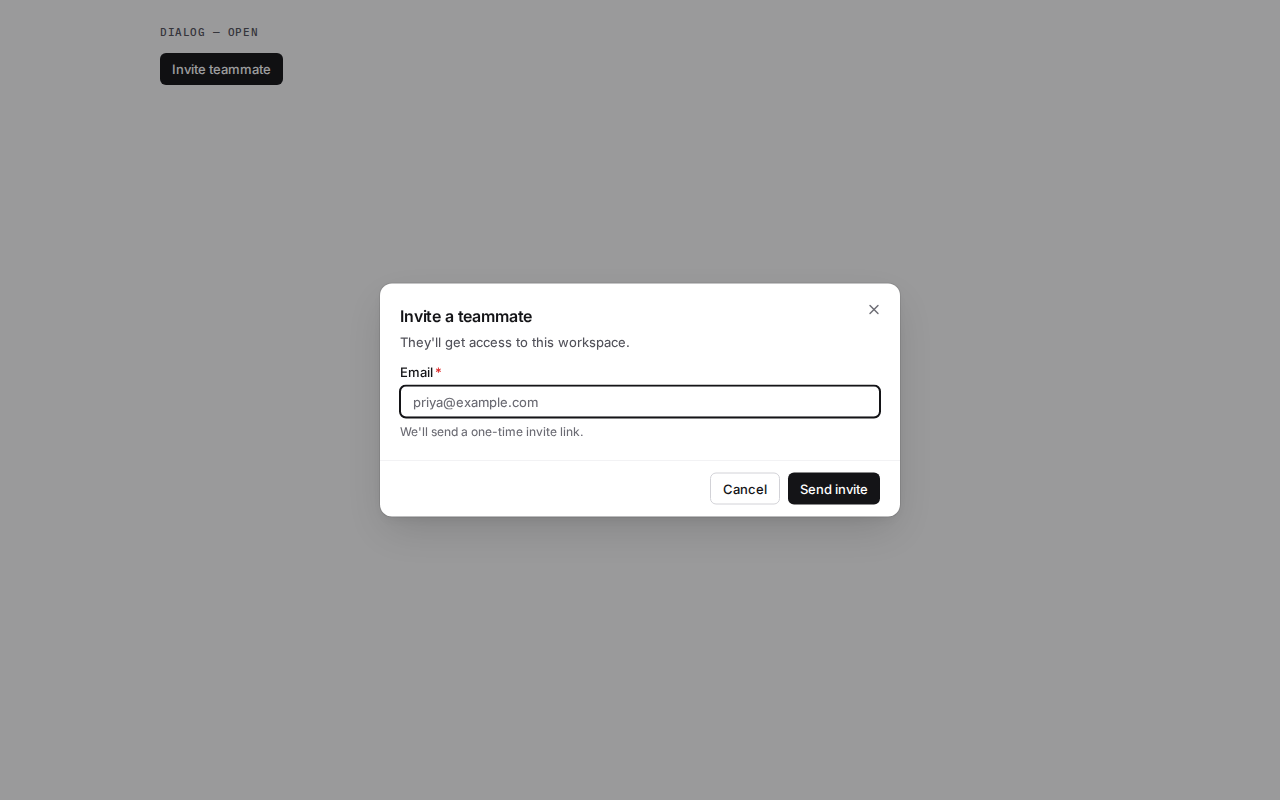 DIALOG — OPEN
Invite teammate
Invite a teammate
They'll get access to this workspace.
Email*
priya@example.com
We'll send a one-time invite link.
Cancel
Send invite